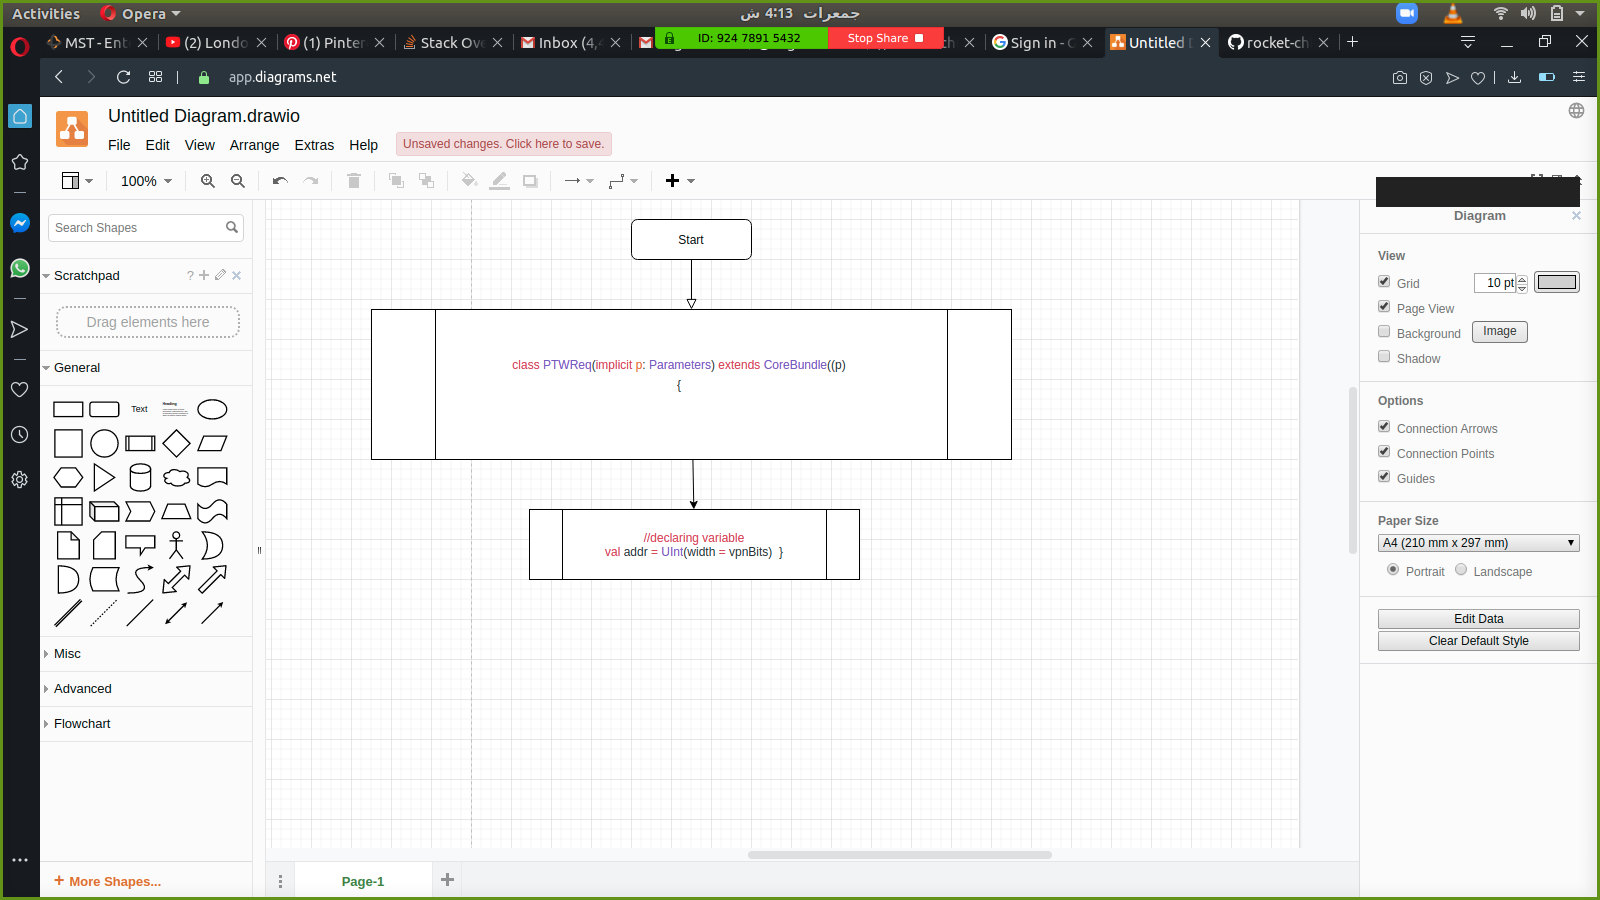 Activities
Opera
جمعرات 4:13 ش
MST - Ent
(2) Londo
(1) Pinter
Stack Ove
Inbox (4,
ID: 924 7891 5432
Stop Share
Sign in - G
Untitled D
rocket-ch
app.diagrams.net
Untitled Diagram.drawio
File
Edit
View
Arrange
Extras
Help
Unsaved changes. Click here to save.
100%
Search Shapes
Scratchpad
?
Drag elements here
General
Text
Heading
Misc
Advanced
Flowchart
+ More Shapes...
Start
class PTWReq(implicit p: Parameters) extends CoreBundle((p)
{
//declaring variable
val addr = UInt(width = vpnBits) }
Page-1
Diagram
View
Grid
10 pt
Page View
Background
Image
Shadow
Options
Connection Arrows
Connection Points
Guides
Paper Size
A4 (210 mm x 297 mm)
Portrait
Landscape
Edit Data
Clear Default Style